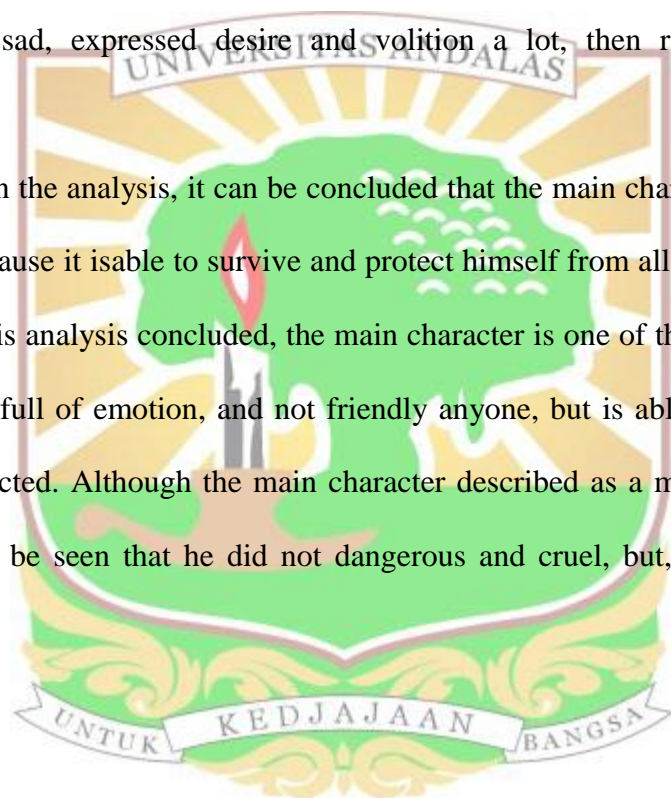 sad, expressed desire and volition a lot, then r
UNIVERSITAS ANDALAS
n the analysis, it can be concluded that the main cha
ause it isable to survive and protect himself from all
is analysis concluded, the main character is one of th
full of emotion, and not friendly anyone, but is abl
cted. Although the main character described as a m
be seen that he did not dangerous and cruel, but,
UNTUK KEDJAJAAN BANGSA